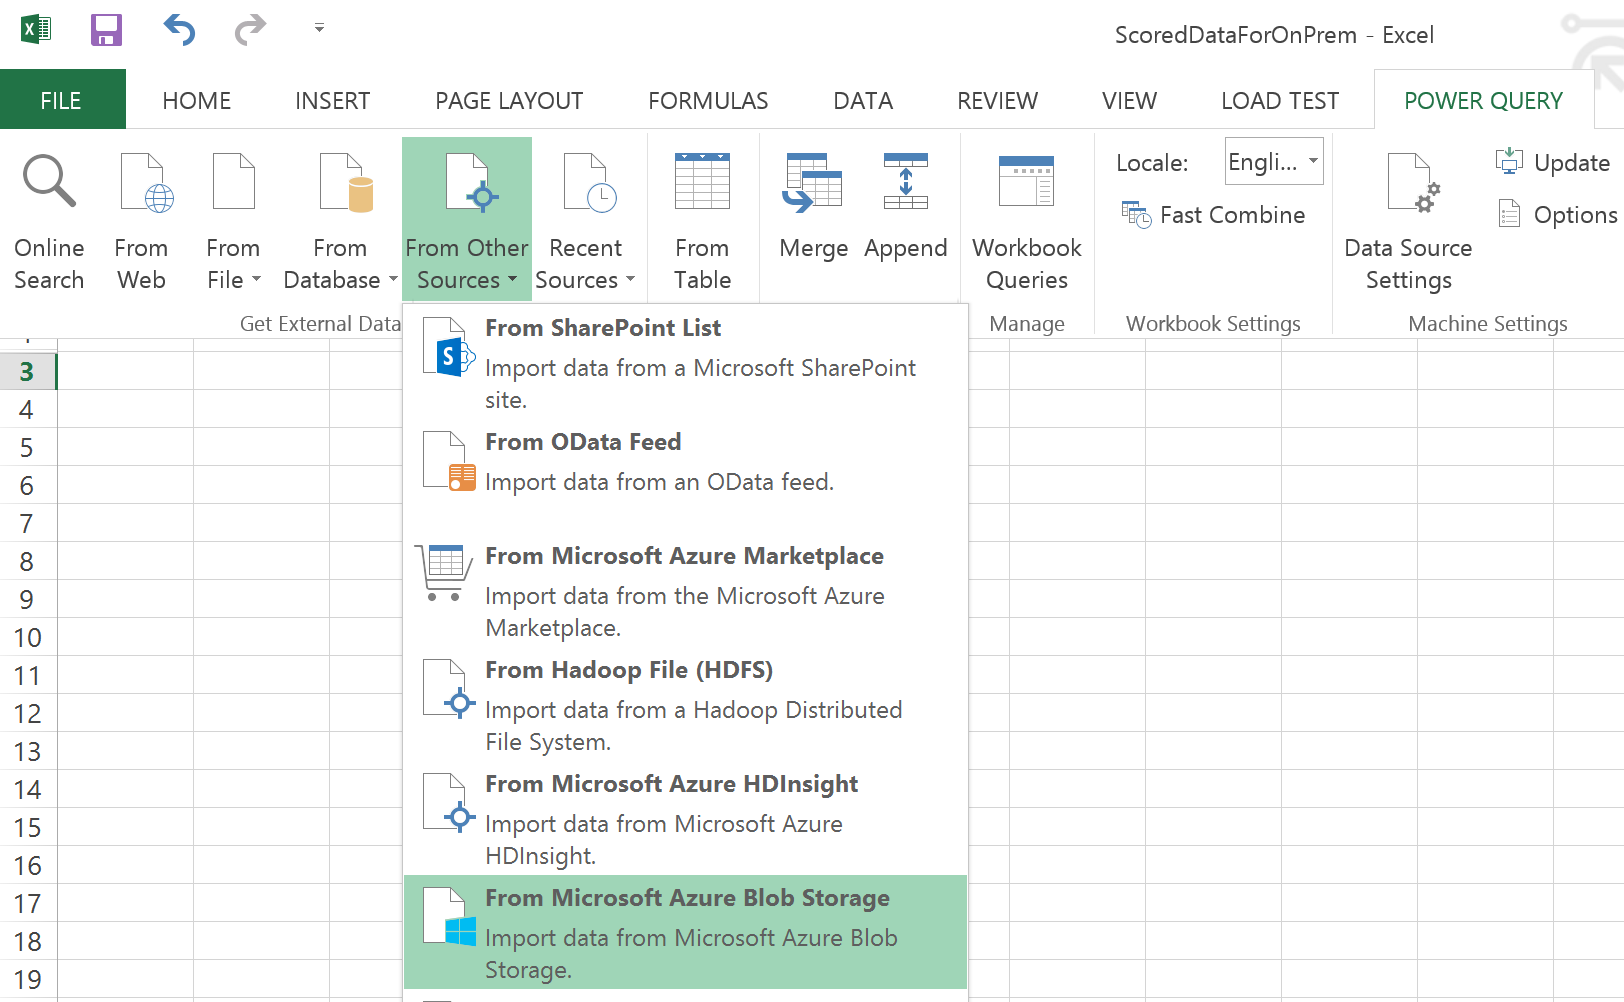 ScoredDataForOnPrem - Excel
FILE
HOME
INSERT
PAGE LAYOUT
FORMULAS
DATA
REVIEW
VIEW
LOAD TEST
POWER QUERY
Online
Search
From
Web
From
File
From
Database
From Other
Sources
Recent
Sources
From
Table
Merge
Append
Workbook
Queries
Locale:
Engli...
Fast Combine
Data Source
Settings
Update
Options
Get External Data
Manage
Workbook Settings
Machine Settings
From SharePoint List
Import data from a Microsoft SharePoint
site.
From OData Feed
Import data from an OData feed.
From Microsoft Azure Marketplace
Import data from the Microsoft Azure
Marketplace.
From Hadoop File (HDFS)
Import data from a Hadoop Distributed
File System.
From Microsoft Azure HDInsight
Import data from Microsoft Azure
HDInsight.
From Microsoft Azure Blob Storage
Import data from Microsoft Azure Blob
Storage.
3
4
5
6
7
8
9
10
11
12
13
14
15
16
17
18
19